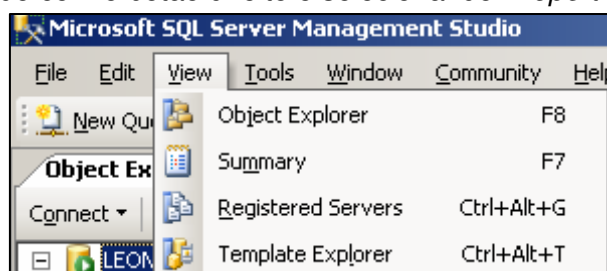 Microsoft SQL Server Management Studio
File Edit View Tools Window Community Help
New Qu
Object Explorer F8
Summary F7
Object Ex
Registered Servers Ctrl+Alt+G
Connect
Template Explorer Ctrl+Alt+T
LEON